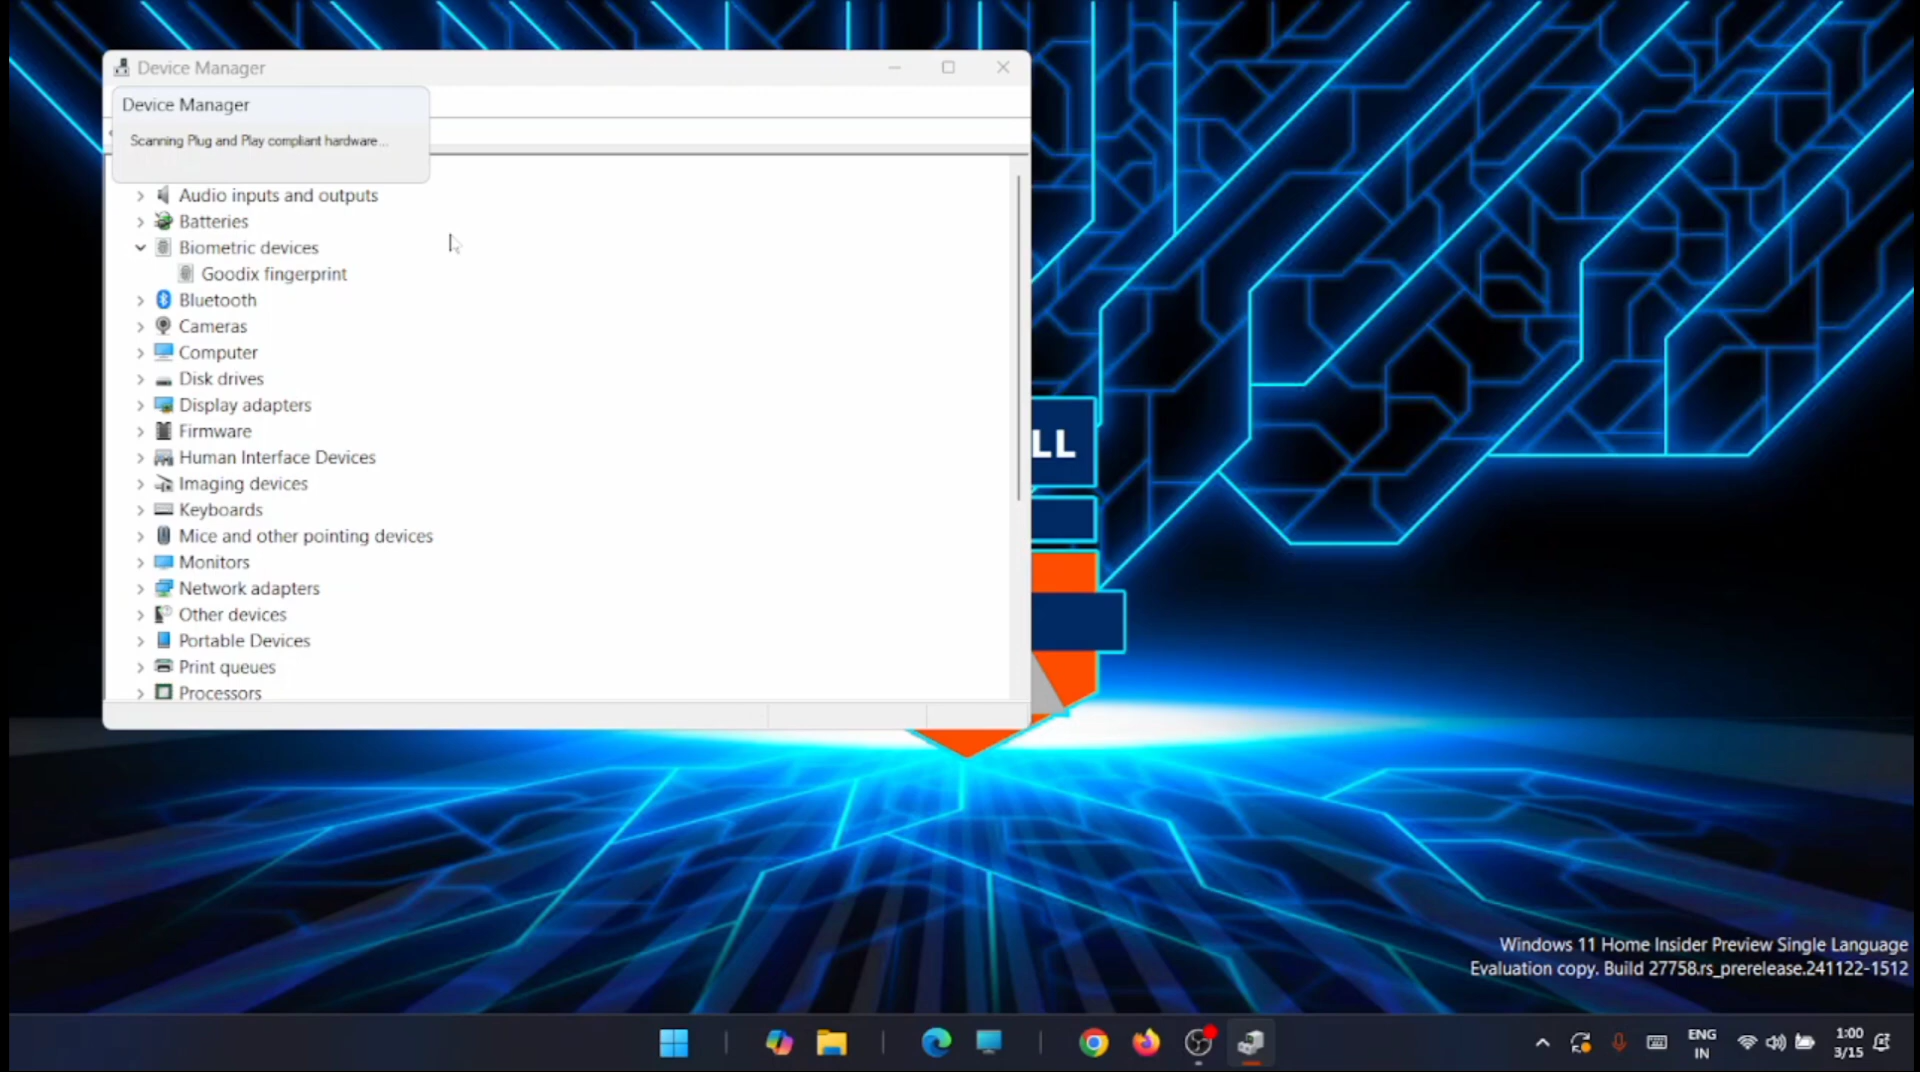 Device Manager
Device Manager
Scanning Plug and Play compliant hardware...
Audio inputs and outputs
Batteries
Biometric devices
Goodix fingerprint
Bluetooth
Cameras
Computer
Disk drives
Display adapters
Firmware
Human Interface Devices
Imaging devices
Keyboards
Mice and other pointing devices
Monitors
Network adapters
Other devices
Portable Devices
Print queues
Processors
LL
Windows 11 Home Insider Preview Single Language
Evaluation copy. Build 27758.rs_prerelease.241122-1512
ENG
IN
1:00
3/15